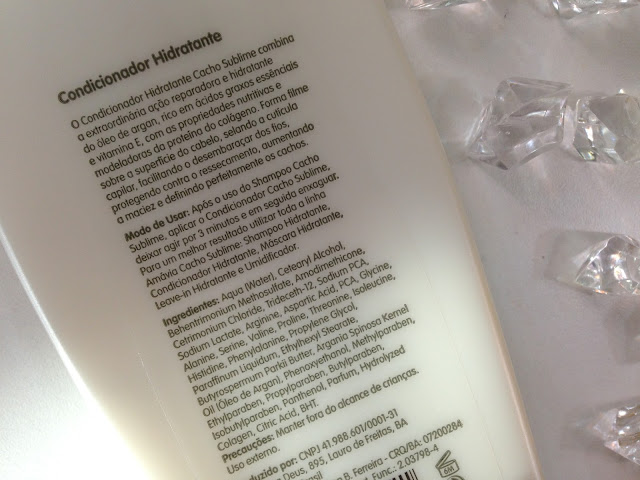 Condicionador Hidratante
O Condicionador Hidratante Cacho Sublime combina
a extraordinária ação reparadora e hidratante
do óleo de argan, rico em ácidos graxos essenciais
e vitamina E, com as propriedades nutritivas e
modeladoras da proteína do colágeno. Forma filme
sobre a superfície do cabelo, selando a cutícula
capilar, facilitando o desembaraçar dos fios,
protegendo contra o ressecamento, aumentando
a maciez e definindo perfeitamente os cachos.
Modo de Usar: Após o uso do Shampoo Cacho
Sublime, aplicar o Condicionador Cacho Sublime,
deixar agir por 3 minutos e em seguida enxaguar.
Para um melhor resultado utilizar toda a linha
Amávia Cacho Sublime: Shampoo Hidratante,
Condicionador Hidratante, Máscara Hidratante,
Leave-in Hidratante e Umidificador.
Ingredientes: Aqua (Water), Cetearyl Alcohol,
Behentrimonium Methosulfate, Amodimethicone,
Cetrimonium Chloride, Trideceth-12, Sodium PCA,
Sodium Lactate, Arginine, Aspartic Acid, PCA, Glycine,
Alanine, Serine, Valine, Proline, Threonine, Isoleucine,
Histidine, Phenylalanine, Propylene Glycol,
Paraffinum Liquidum, Ethylhexyl Stearate,
Butyrospermum Parkii Butter, Argania Spinosa Kernel
Oil (Óleo de Argan), Phenoxyethanol, Methylparaben,
Ethylparaben, Propylparaben, Butylparaben,
Isobutylparaben, Panthenol, Parfum, Hydrolyzed
Colagen, Citric Acid, BHT.
Precauções: Manter fora do alcance de crianças.
Uso externo.
CNPJ 41.988.601/0001-31
Deus, 895, Lauro de Freitas, BA
B. Ferreira - CRQ/BA: 07200284
Func.: 2.03798-4